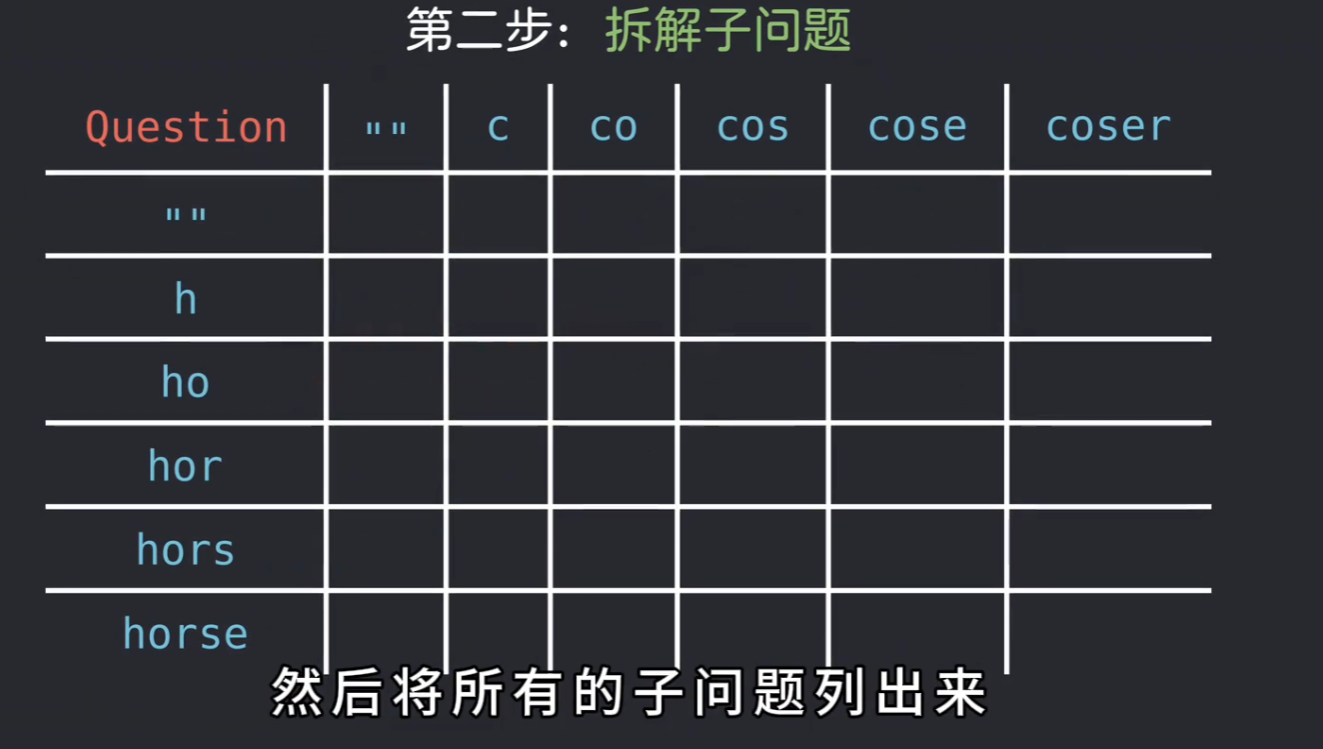 第二步：拆解子问题
Question "" c co cos cose coser
""
h
ho
hor
hors
horse
然后将所有的子问题列出来